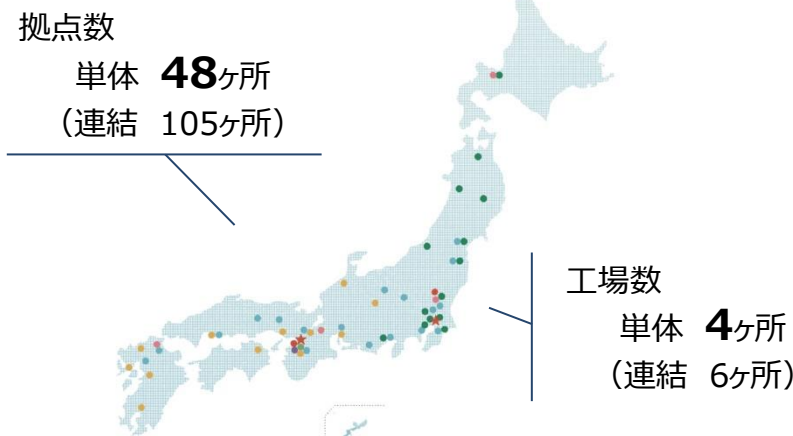 拠点数
単体 48ヶ所
（連結 105ヶ所）
工場数
単体 4ヶ所
（連結 6ヶ所）